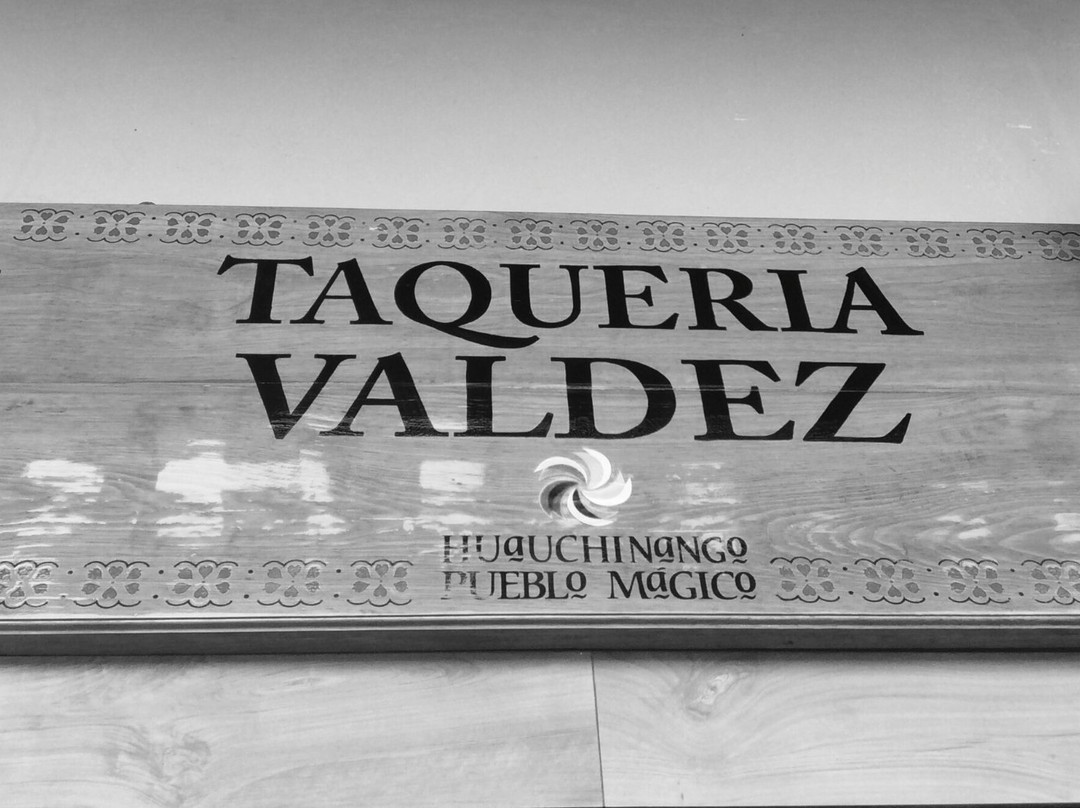 TAQUERIA
VALDEZ
HUaUCHINaNGo
PUEBLo MaGICo